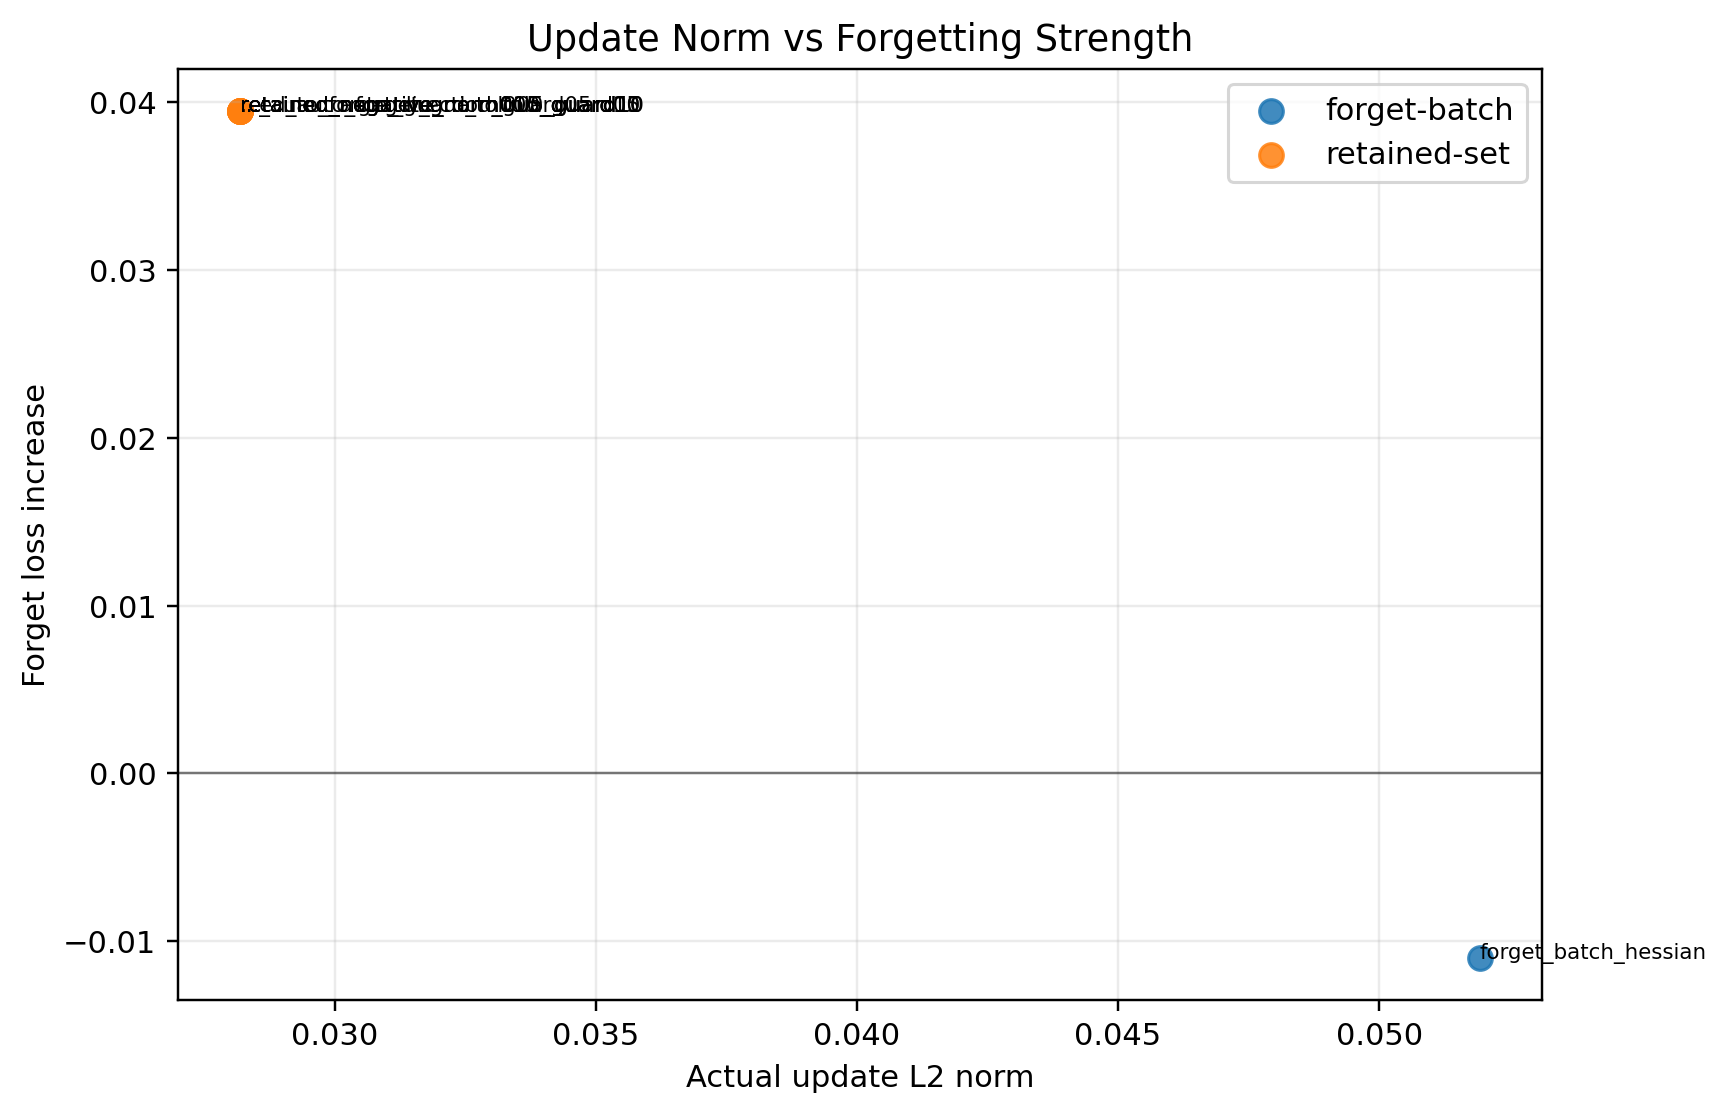 Update Norm vs Forgetting Strength
forget-batch
retained-set
0.04
0.03
0.02
0.01
0.00
−0.01
Forget loss increase
forget_batch_hessian
0.030
0.035
0.040
0.045
0.050
Actual update L2 norm